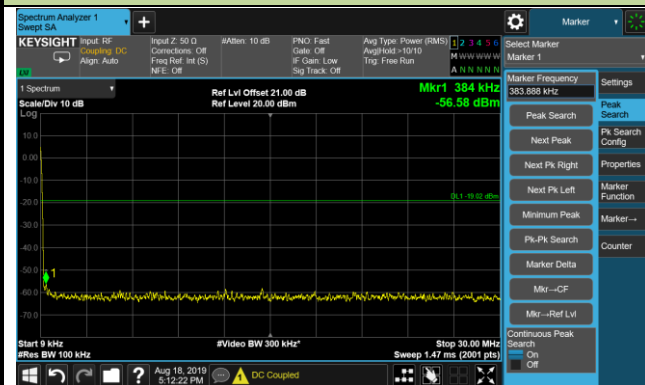 Spectrum Analyzer 1
Swept SA
Marker
KEYSIGHT
Input: RF
Coupling: DC
Align: Auto
Input Z: 50 Ω
Corrections: Off
Freq Ref: Int (S)
NFE: Off
#Atten: 10 dB
PNO: Fast
Gate: Off
IF Gain: Low
Sig Track: Off
Avg Type: Power (RMS)
Avg|Hold:>10/10
Trig: Free Run
1 2 3 4 5 6
M W W W W W
A N N N N N
LV
Select Marker
Marker 1
1 Spectrum
Scale/Div 10 dB
Log
Ref Lvl Offset 21.00 dB
Ref Level 20.00 dBm
Mkr1 384 kHz
-56.58 dBm
10.0
0.00
-10.0
-20.0
-30.0
-40.0
-50.0
-60.0
-70.0
DL1 -19.02 dBm
1
Start 9 kHz
#Res BW 100 kHz
#Video BW 300 kHz*
Stop 30.00 MHz
Sweep 1.47 ms (2001 pts)
Marker Frequency
383.888 kHz
Peak Search
Next Peak
Next Pk Right
Next Pk Left
Minimum Peak
Pk-Pk Search
Marker Delta
Mkr→CF
Mkr→Ref Lvl
Continuous Peak
Search
On
Off
Settings
Peak
Search
Pk Search
Config
Properties
Marker
Function
Marker→
Counter
Aug 18, 2019
5:12:22 PM
DC Coupled